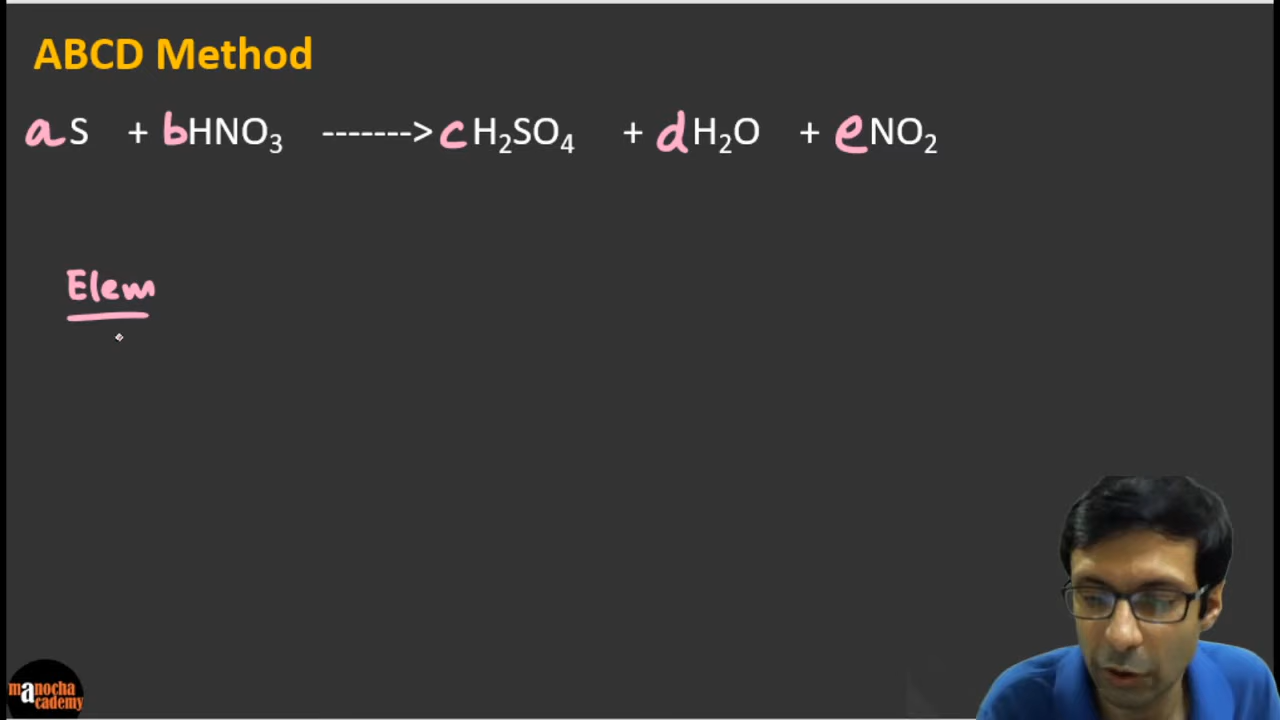 ABCD Method
aS + bHNO₃ -------> cH₂SO₄ + dH₂O + eNO₂
Elem
manocha
academy